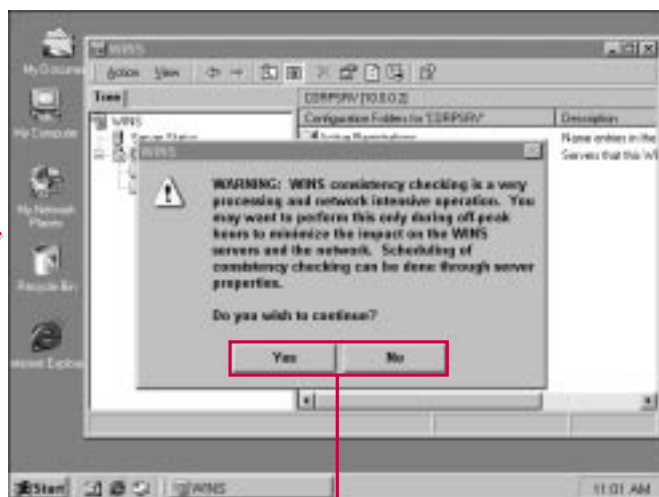 WINS
My Documents
Action View
Tree
CORPSRV [10.0.0.2]
WINS
Configuration Folders for 'CORPSRV'
Description
Server Status
Active Registrations
Name entries in the
Servers that this WI
My Computer
WINS
WARNING: WINS consistency checking is a very
processing and network intensive operation. You
may want to perform this only during off-peak
hours to minimize the impact on the WINS
servers and the network. Scheduling of
consistency checking can be done through server
properties.
Do you wish to continue?
Yes
No
My Network
Places
Recycle Bin
Internet Explorer
Start
WINS
11:01 AM